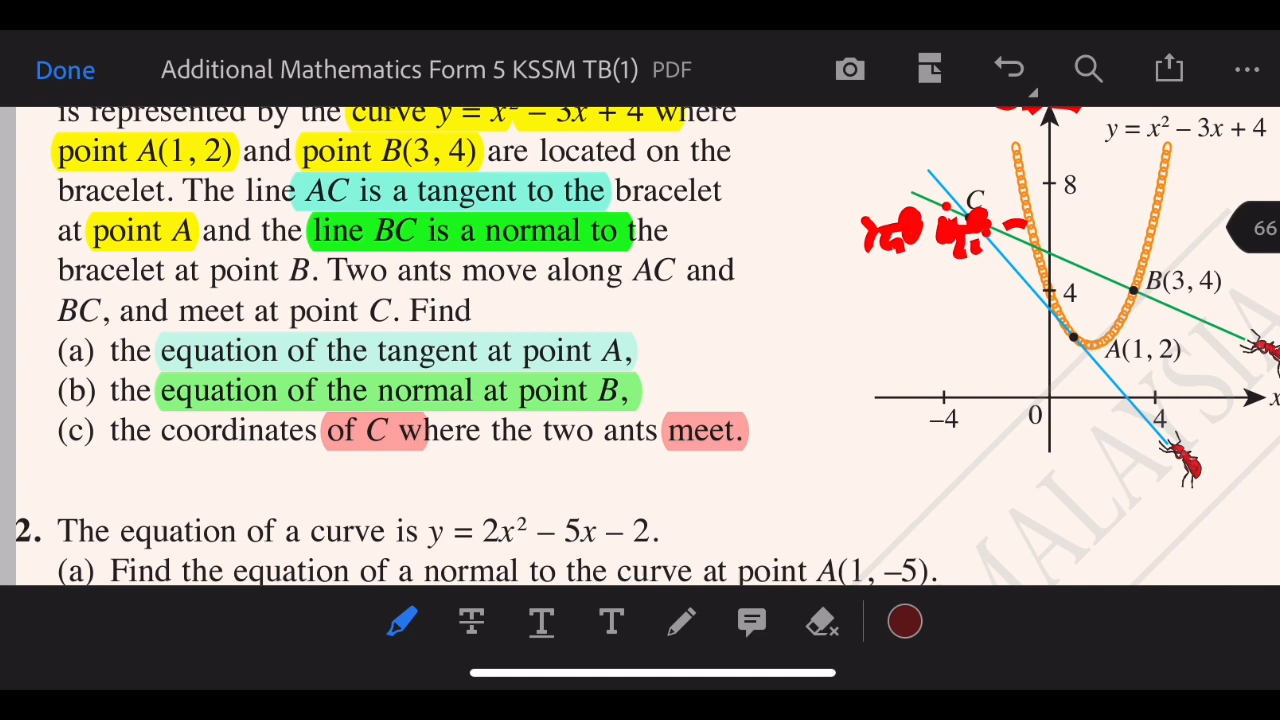 Done Additional Mathematics Form 5 KSSM TB(1) PDF
is represented by the curve y = x² – 3x + 4 where
point A(1, 2) and point B(3, 4) are located on the
bracelet. The line AC is a tangent to the bracelet
at point A and the line BC is a normal to the
bracelet at point B. Two ants move along AC and
BC, and meet at point C. Find
(a) the equation of the tangent at point A,
(b) the equation of the normal at point B,
(c) the coordinates of C where the two ants meet.
2. The equation of a curve is y = 2x² – 5x – 2.
(a) Find the equation of a normal to the curve at point A(1, –5).
y = x² – 3x + 4
8
C
66
4
B(3, 4)
A(1, 2)
–4
0
4
x
MALAYSIA